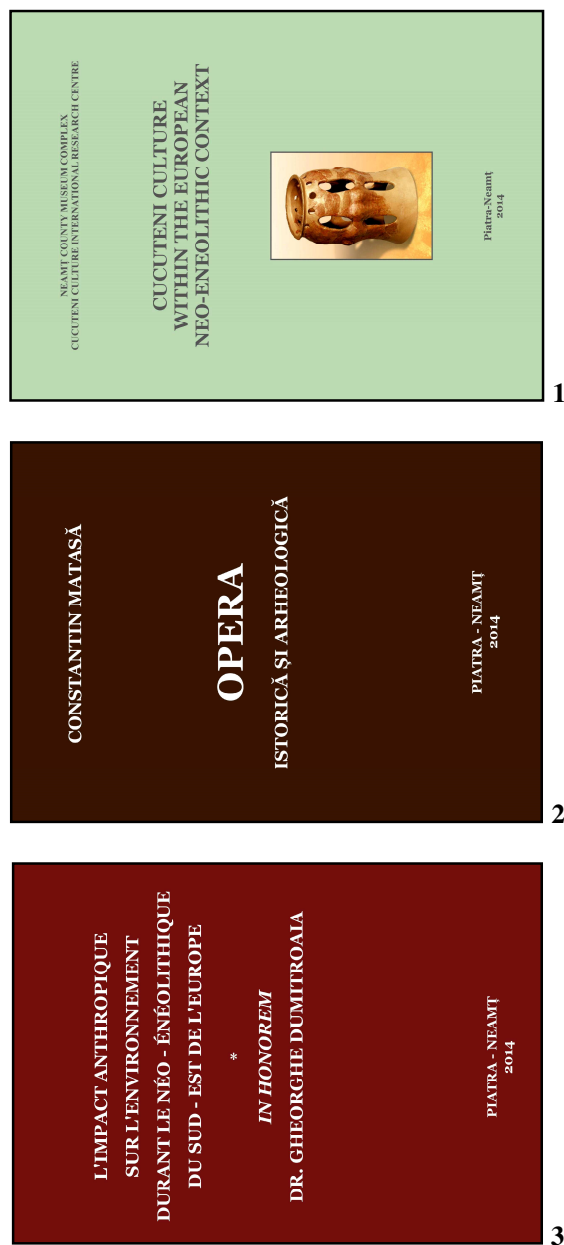 NEAMȚ COUNTY MUSEUM COMPLEX
CUCUTENI CULTURE INTERNATIONAL RESEARCH CENTRE
CUCUTENI CULTURE
WITHIN THE EUROPEAN
NEO-ENEOLITHIC CONTEXT
Piatra-Neamț
2014
1
CONSTANTIN MATASĂ
OPERA
ISTORICĂ ȘI ARHEOLOGICĂ
PIATRA - NEAMȚ
2014
2
L'IMPACT ANTHROPIQUE
SUR L'ENVIRONNEMENT
DURANT LE NÉO - ÉNÉOLITHIQUE
DU SUD - EST DE L'EUROPE
*
IN HONOREM
DR. GHEORGHE DUMITROAIA
PIATRA - NEAMȚ
2014
3